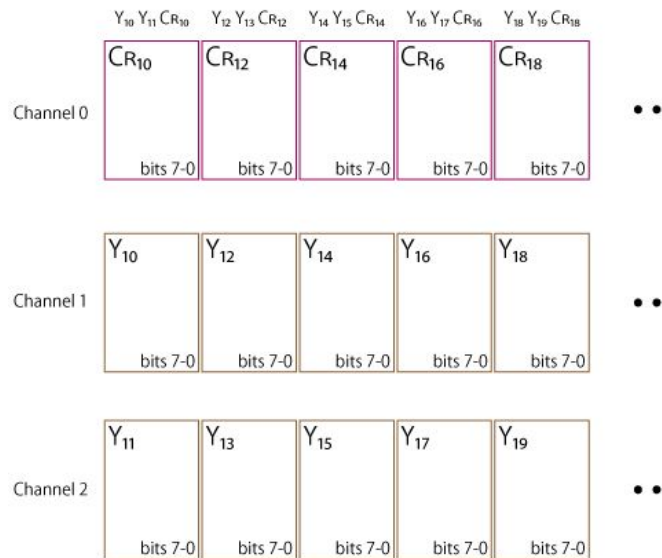 Y₁₀ Y₁₁ CR₁₀ Y₁₂ Y₁₃ CR₁₂ Y₁₄ Y₁₅ CR₁₄ Y₁₆ Y₁₇ CR₁₆ Y₁₈ Y₁₉ CR₁₈
CR₁₀ CR₁₂ CR₁₄ CR₁₆ CR₁₈
Channel 0
bits 7-0 bits 7-0 bits 7-0 bits 7-0 bits 7-0
Y₁₀ Y₁₂ Y₁₄ Y₁₆ Y₁₈
Channel 1
bits 7-0 bits 7-0 bits 7-0 bits 7-0 bits 7-0
Y₁₁ Y₁₃ Y₁₅ Y₁₇ Y₁₉
Channel 2
bits 7-0 bits 7-0 bits 7-0 bits 7-0 bits 7-0